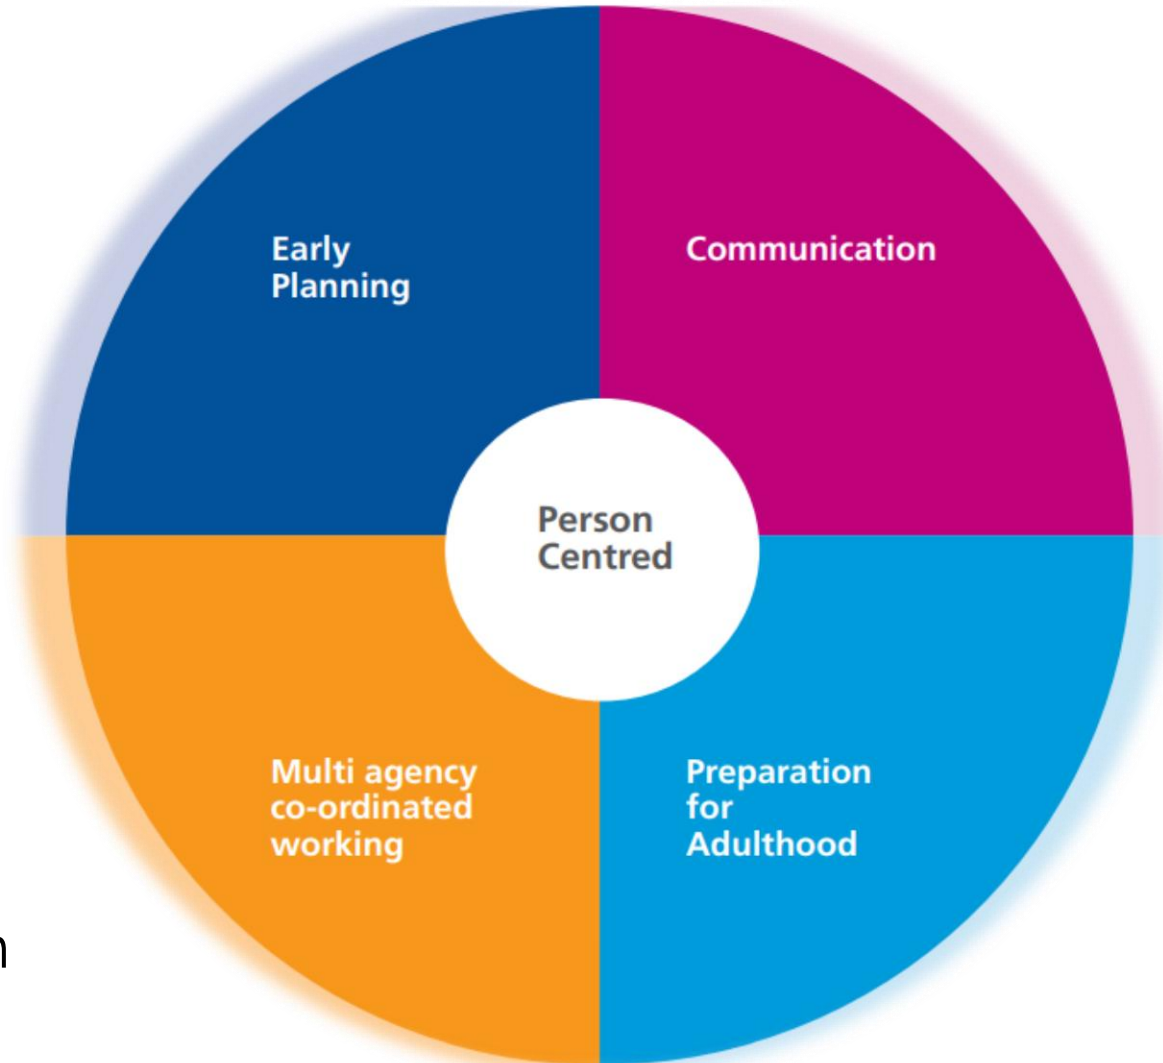 Early
Planning
Communication
Person
Centred
Multi agency
co-ordinated
working
Preparation
for
Adulthood